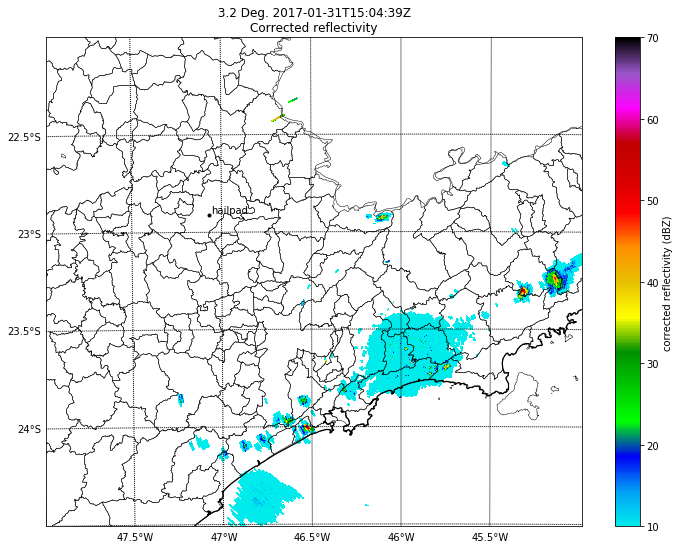 3.2 Deg. 2017-01-31T15:04:39Z
Corrected reflectivity
70
60
50
40
30
20
10
corrected reflectivity (dBZ)
22.5°S
hailpad
23°S
23.5°S
24°S
47.5°W
47°W
46.5°W
46°W
45.5°W